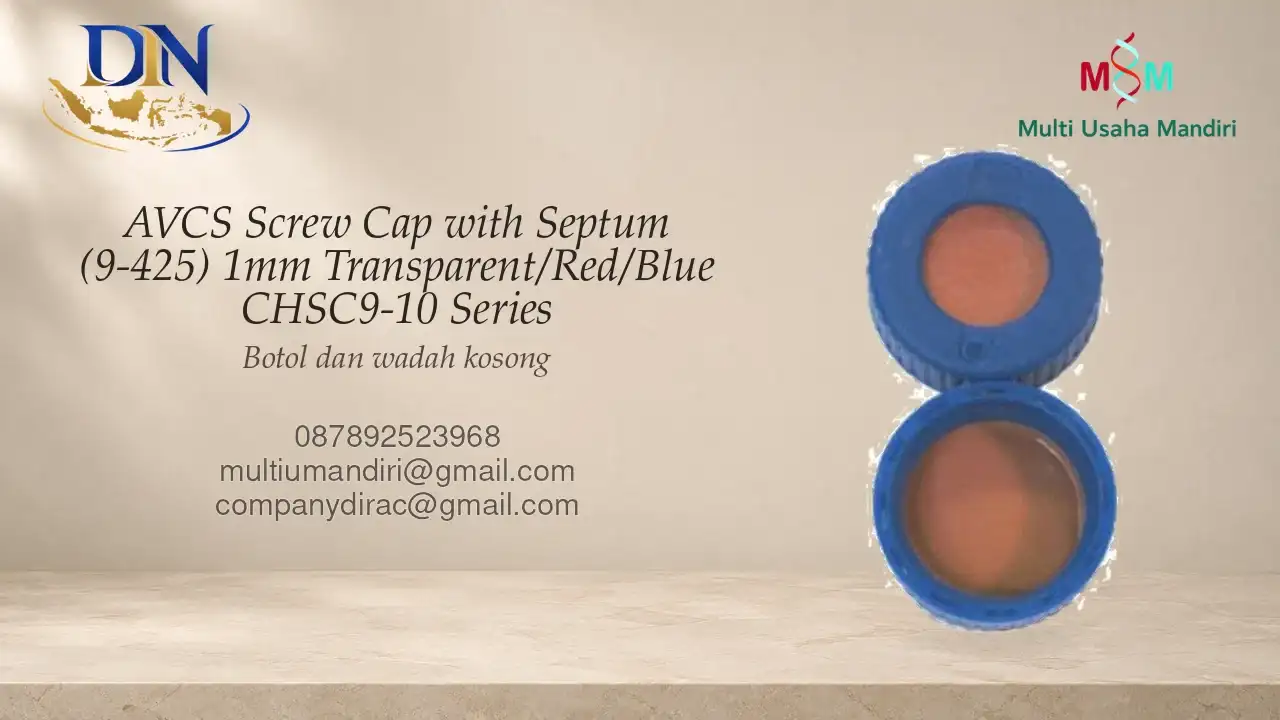 DIN
MSM
Multi Usaha Mandiri
AVCS Screw Cap with Septum
(9-425) 1mm Transparent/Red/Blue
CHSC9-10 Series
Botol dan wadah kosong
087892523968
multiumandiri@gmail.com
companydirac@gmail.com